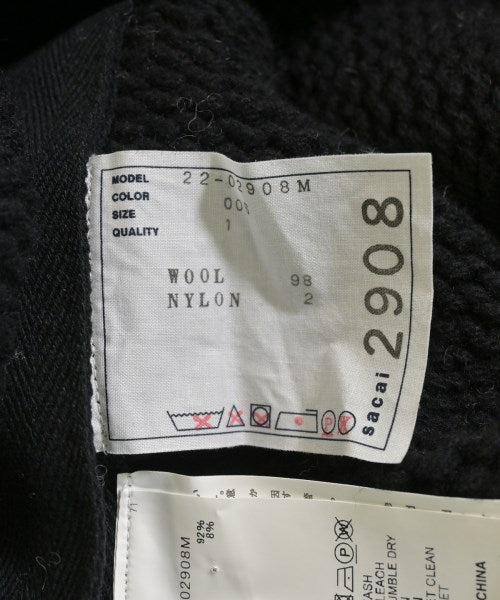 MODEL 22-02908M
COLOR 001
SIZE 1
QUALITY
WOOL 98
NYLON 2
sacai 2908
02908M
92%
8%
ASH
EACH
UMBLE DRY
ET CLEAN
CHINA